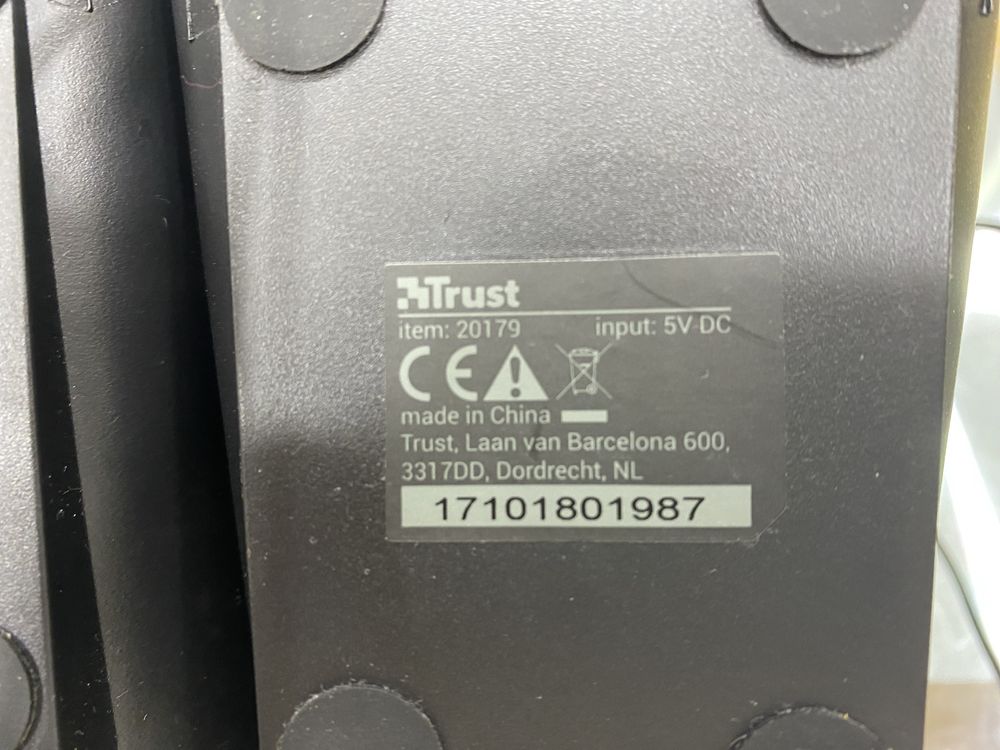 Trust
item: 20179 input: 5V DC
CE
made in China
Trust, Laan van Barcelona 600,
3317DD, Dordrecht, NL
17101801987